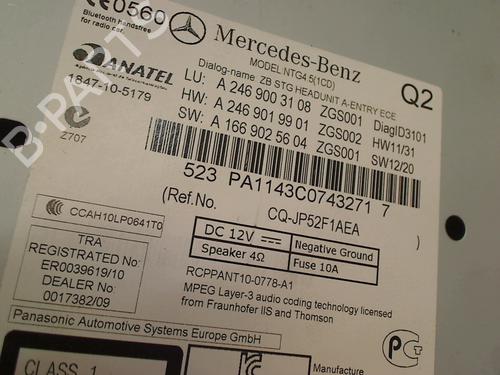 CE0560
Bluetooth handsfree
for radio car.
Mercedes-Benz
MODEL:NTG4.5(1CD)
Dialog-name ZB STG HEADUNIT A-ENTRY ECE
Q2
ANATEL
1847-10-5179
LU: A 246 900 31 08 ZGS001 DiagID3101
HW: A 246 901 99 01 ZGS002 HW11/31
SW: A 166 902 56 04 ZGS001 SW12/20
Z707
523 PA1143C0743271 7
(Ref.No. CQ-JP52F1AEA )
CCAH10LP0641T0
TRA
REGISTRATED No:
ER0039619/10
DEALER No:
0017382/09
DC 12V
Negative Ground
Speaker 4Ω
Fuse 10A
RCPPANT10-0778-A1
MPEG Layer-3 audio coding technology licensed
from Fraunhofer IIS and Thomson
Panasonic Automotive Systems Europe GmbH
CLASS 1
Manufacture